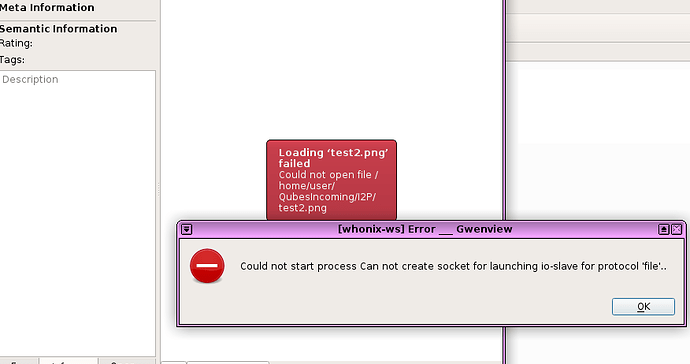 Meta Information
Semantic Information
Rating:
Tags:
Description
Loading ‘test2.png’
failed
Could not open file /
home/user/
QubesIncoming/I2P/
test2.png
[whonix-ws] Error __ Gwenview
Could not start process Can not create socket for launching io-slave for protocol 'file'..
OK